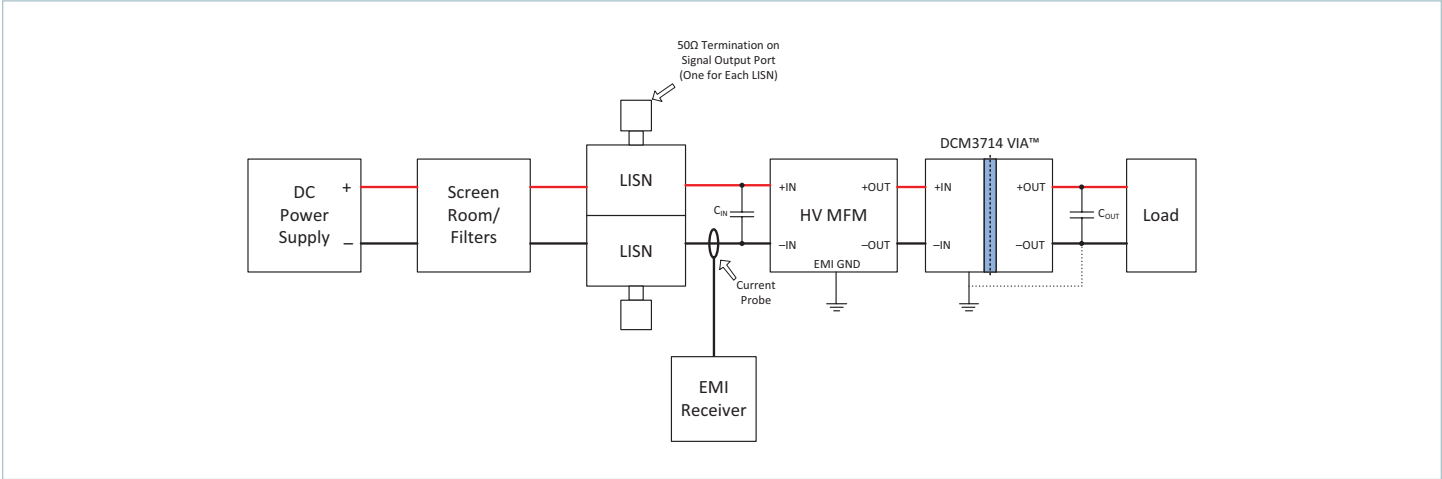 50Ω Termination on
Signal Output Port
(One for Each LISN)
DCM3714 VIA™
DC
Power
Supply
+
–
Screen
Room/
Filters
LISN
LISN
CIN
+IN
–IN
HV MFM
+OUT
–OUT
EMI GND
+IN
–IN
+OUT
–OUT
COUT
Load
Current
Probe
EMI
Receiver